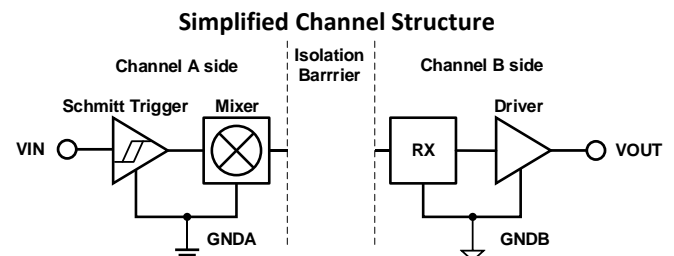 Simplified Channel Structure
Isolation
Barrrier
Channel A side
Channel B side
Schmitt Trigger
Mixer
Driver
VIN
RX
VOUT
GNDA
GNDB